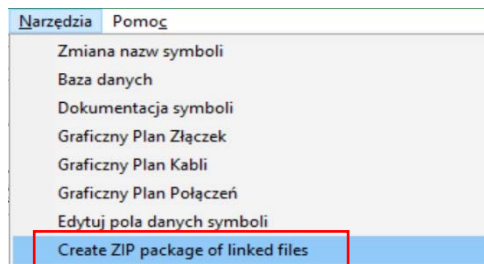 Narzędzia Pomoc
Zmiana nazw symboli
Baza danych
Dokumentacja symboli
Graficzny Plan Złączek
Graficzny Plan Kabli
Graficzny Plan Połączeń
Edytuj pola danych symboli
Create ZIP package of linked files